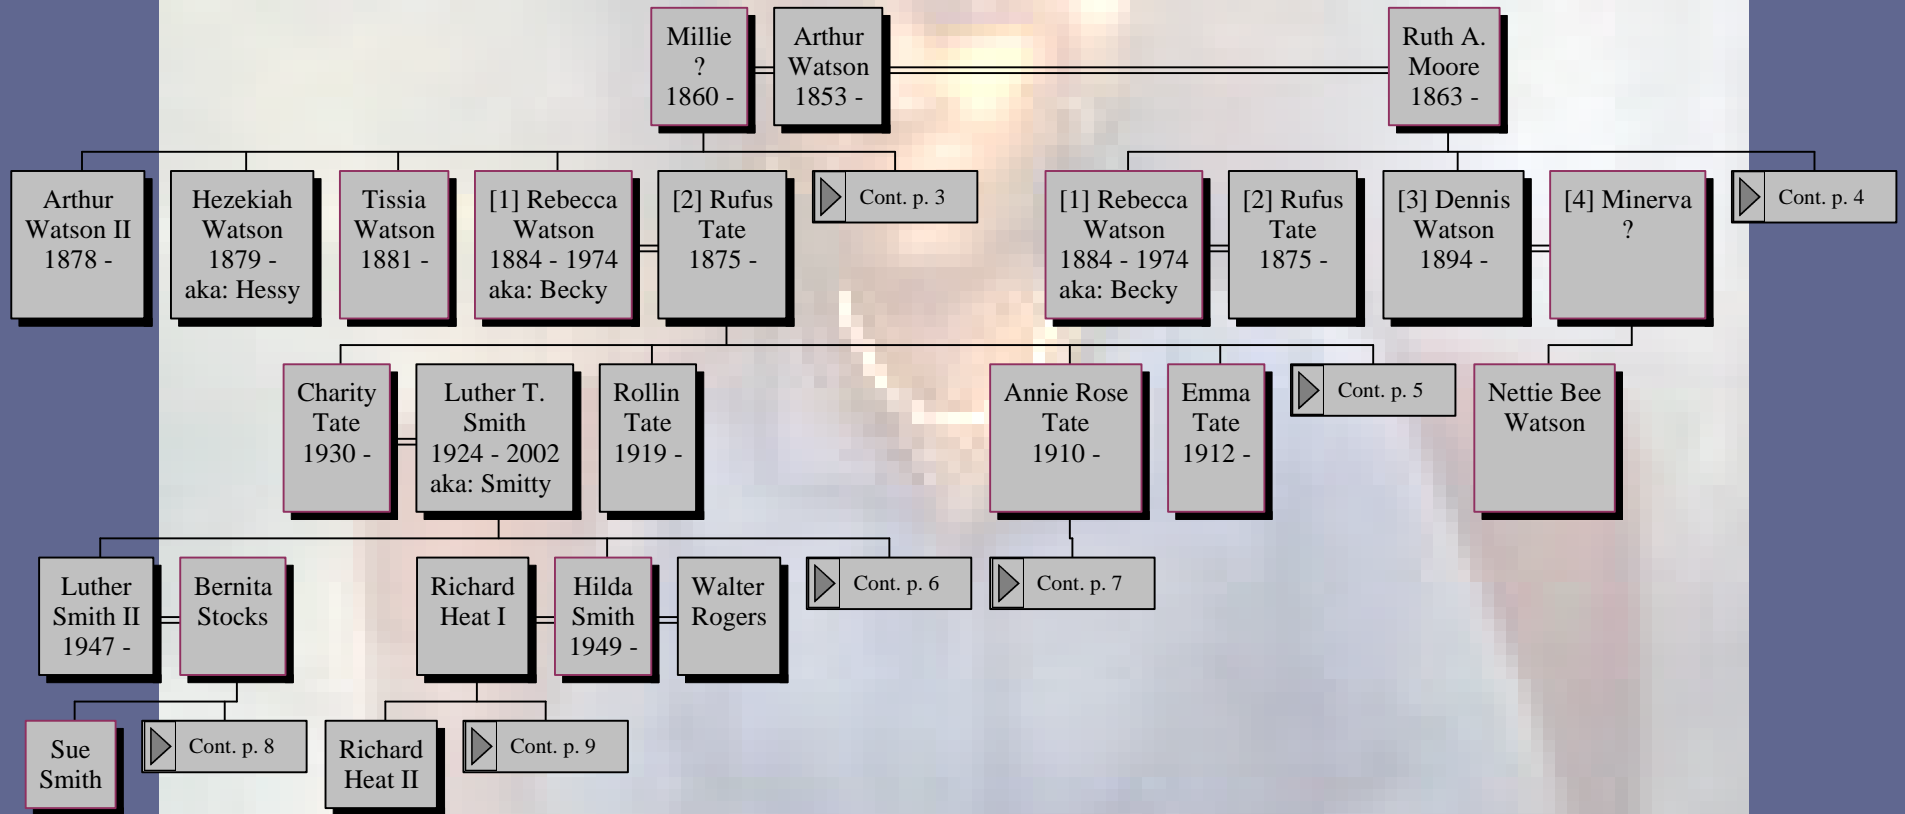 Millie
?
1860 -
Arthur
Watson
1853 -
Ruth A.
Moore
1863 -
Arthur
Watson II
1878 -
Hezekiah
Watson
1879 -
aka: Hessy
Tissia
Watson
1881 -
[1] Rebecca
Watson
1884 - 1974
aka: Becky
[2] Rufus
Tate
1875 -
Cont. p. 3
[1] Rebecca
Watson
1884 - 1974
aka: Becky
[2] Rufus
Tate
1875 -
[3] Dennis
Watson
1894 -
[4] Minerva
?
Cont. p. 4
Charity
Tate
1930 -
Luther T.
Smith
1924 - 2002
aka: Smitty
Rollin
Tate
1919 -
Annie Rose
Tate
1910 -
Emma
Tate
1912 -
Cont. p. 5
Nettie Bee
Watson
Luther
Smith II
1947 -
Bernita
Stocks
Richard
Heat I
Hilda
Smith
1949 -
Walter
Rogers
Cont. p. 6
Cont. p. 7
Sue
Smith
Cont. p. 8
Richard
Heat II
Cont. p. 9